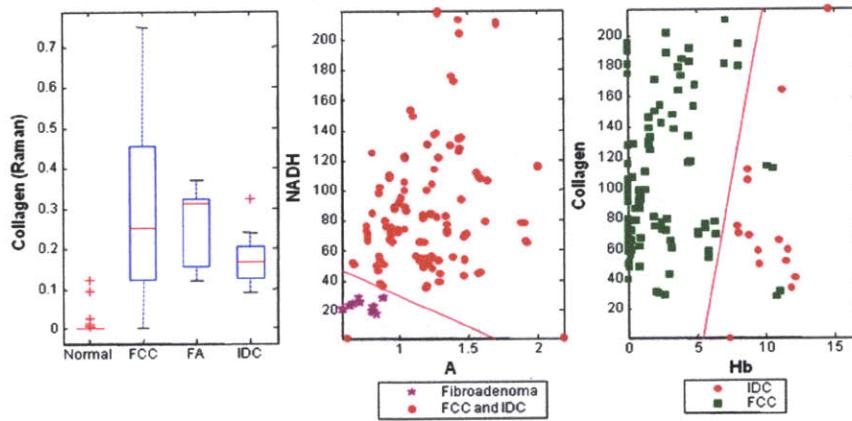 Collagen (Raman)
0.7
0.6
0.5
0.4
0.3
0.2
0.1
0
Normal FCC FA IDC
NADH
220
200
180
160
140
120
100
80
60
40
20
1 1.5 2
A
Fibroadenoma
FCC and IDC
Collagen
200
180
160
140
120
100
80
60
40
20
0
0 5 10 15
Hb
IDC
FCC